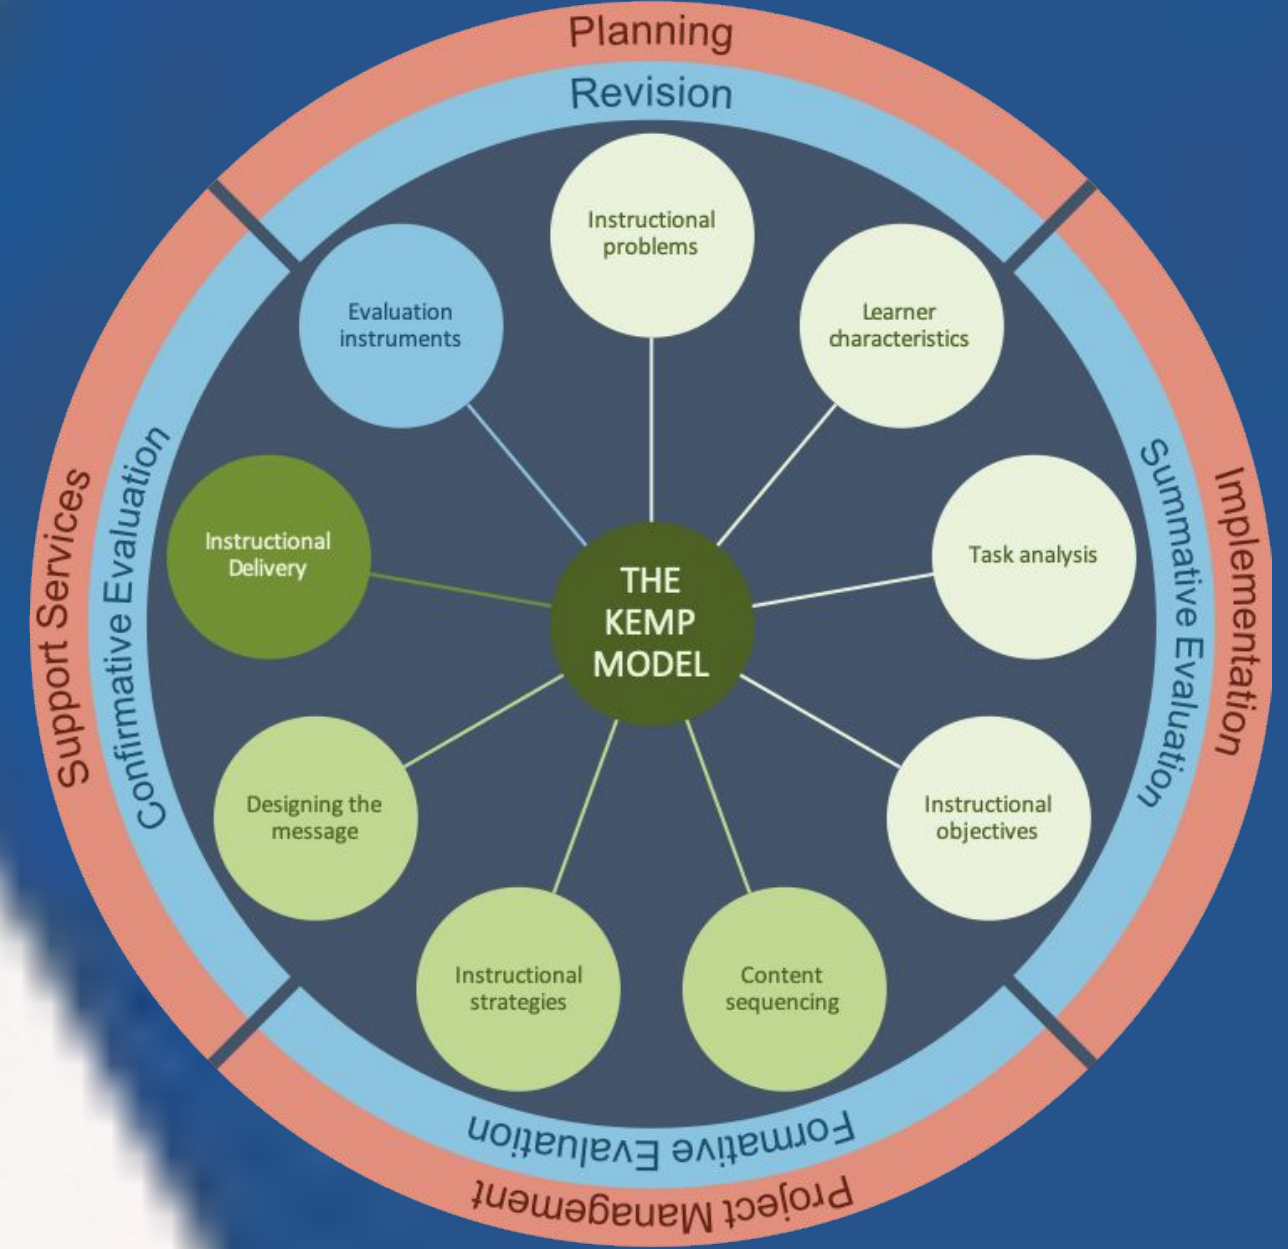 Planning
Revision
Instructional
problems
Learner
characteristics
Task analysis
Instructional
objectives
Content
sequencing
Instructional
strategies
Designing the
message
Instructional
Delivery
Evaluation
instruments
THE
KEMP
MODEL
Summative Evaluation
Implementation
Formative Evaluation
Project Management
Confirmative Evaluation
Support Services